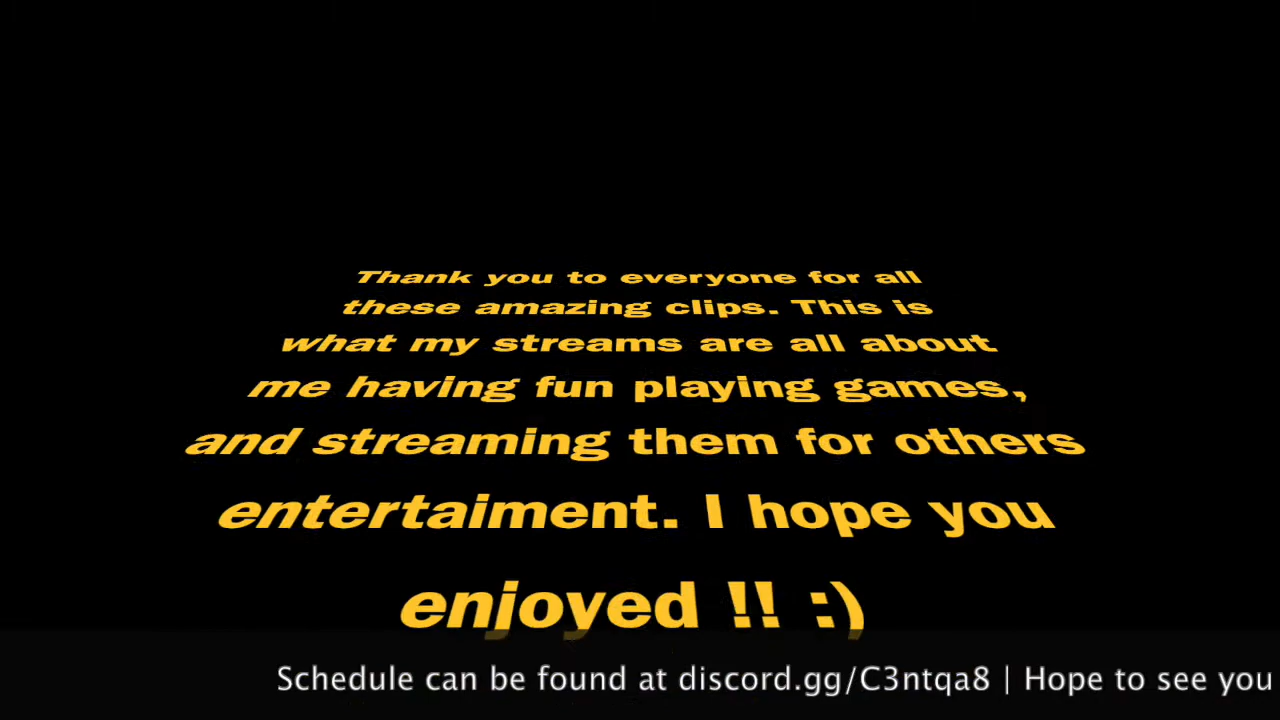 Thank you to everyone for all
these amazing clips. This is
what my streams are all about
me having fun playing games,
and streaming them for others
entertaiment. I hope you
enjoyed !! :)
Schedule can be found at discord.gg/C3ntqa8 | Hope to see you